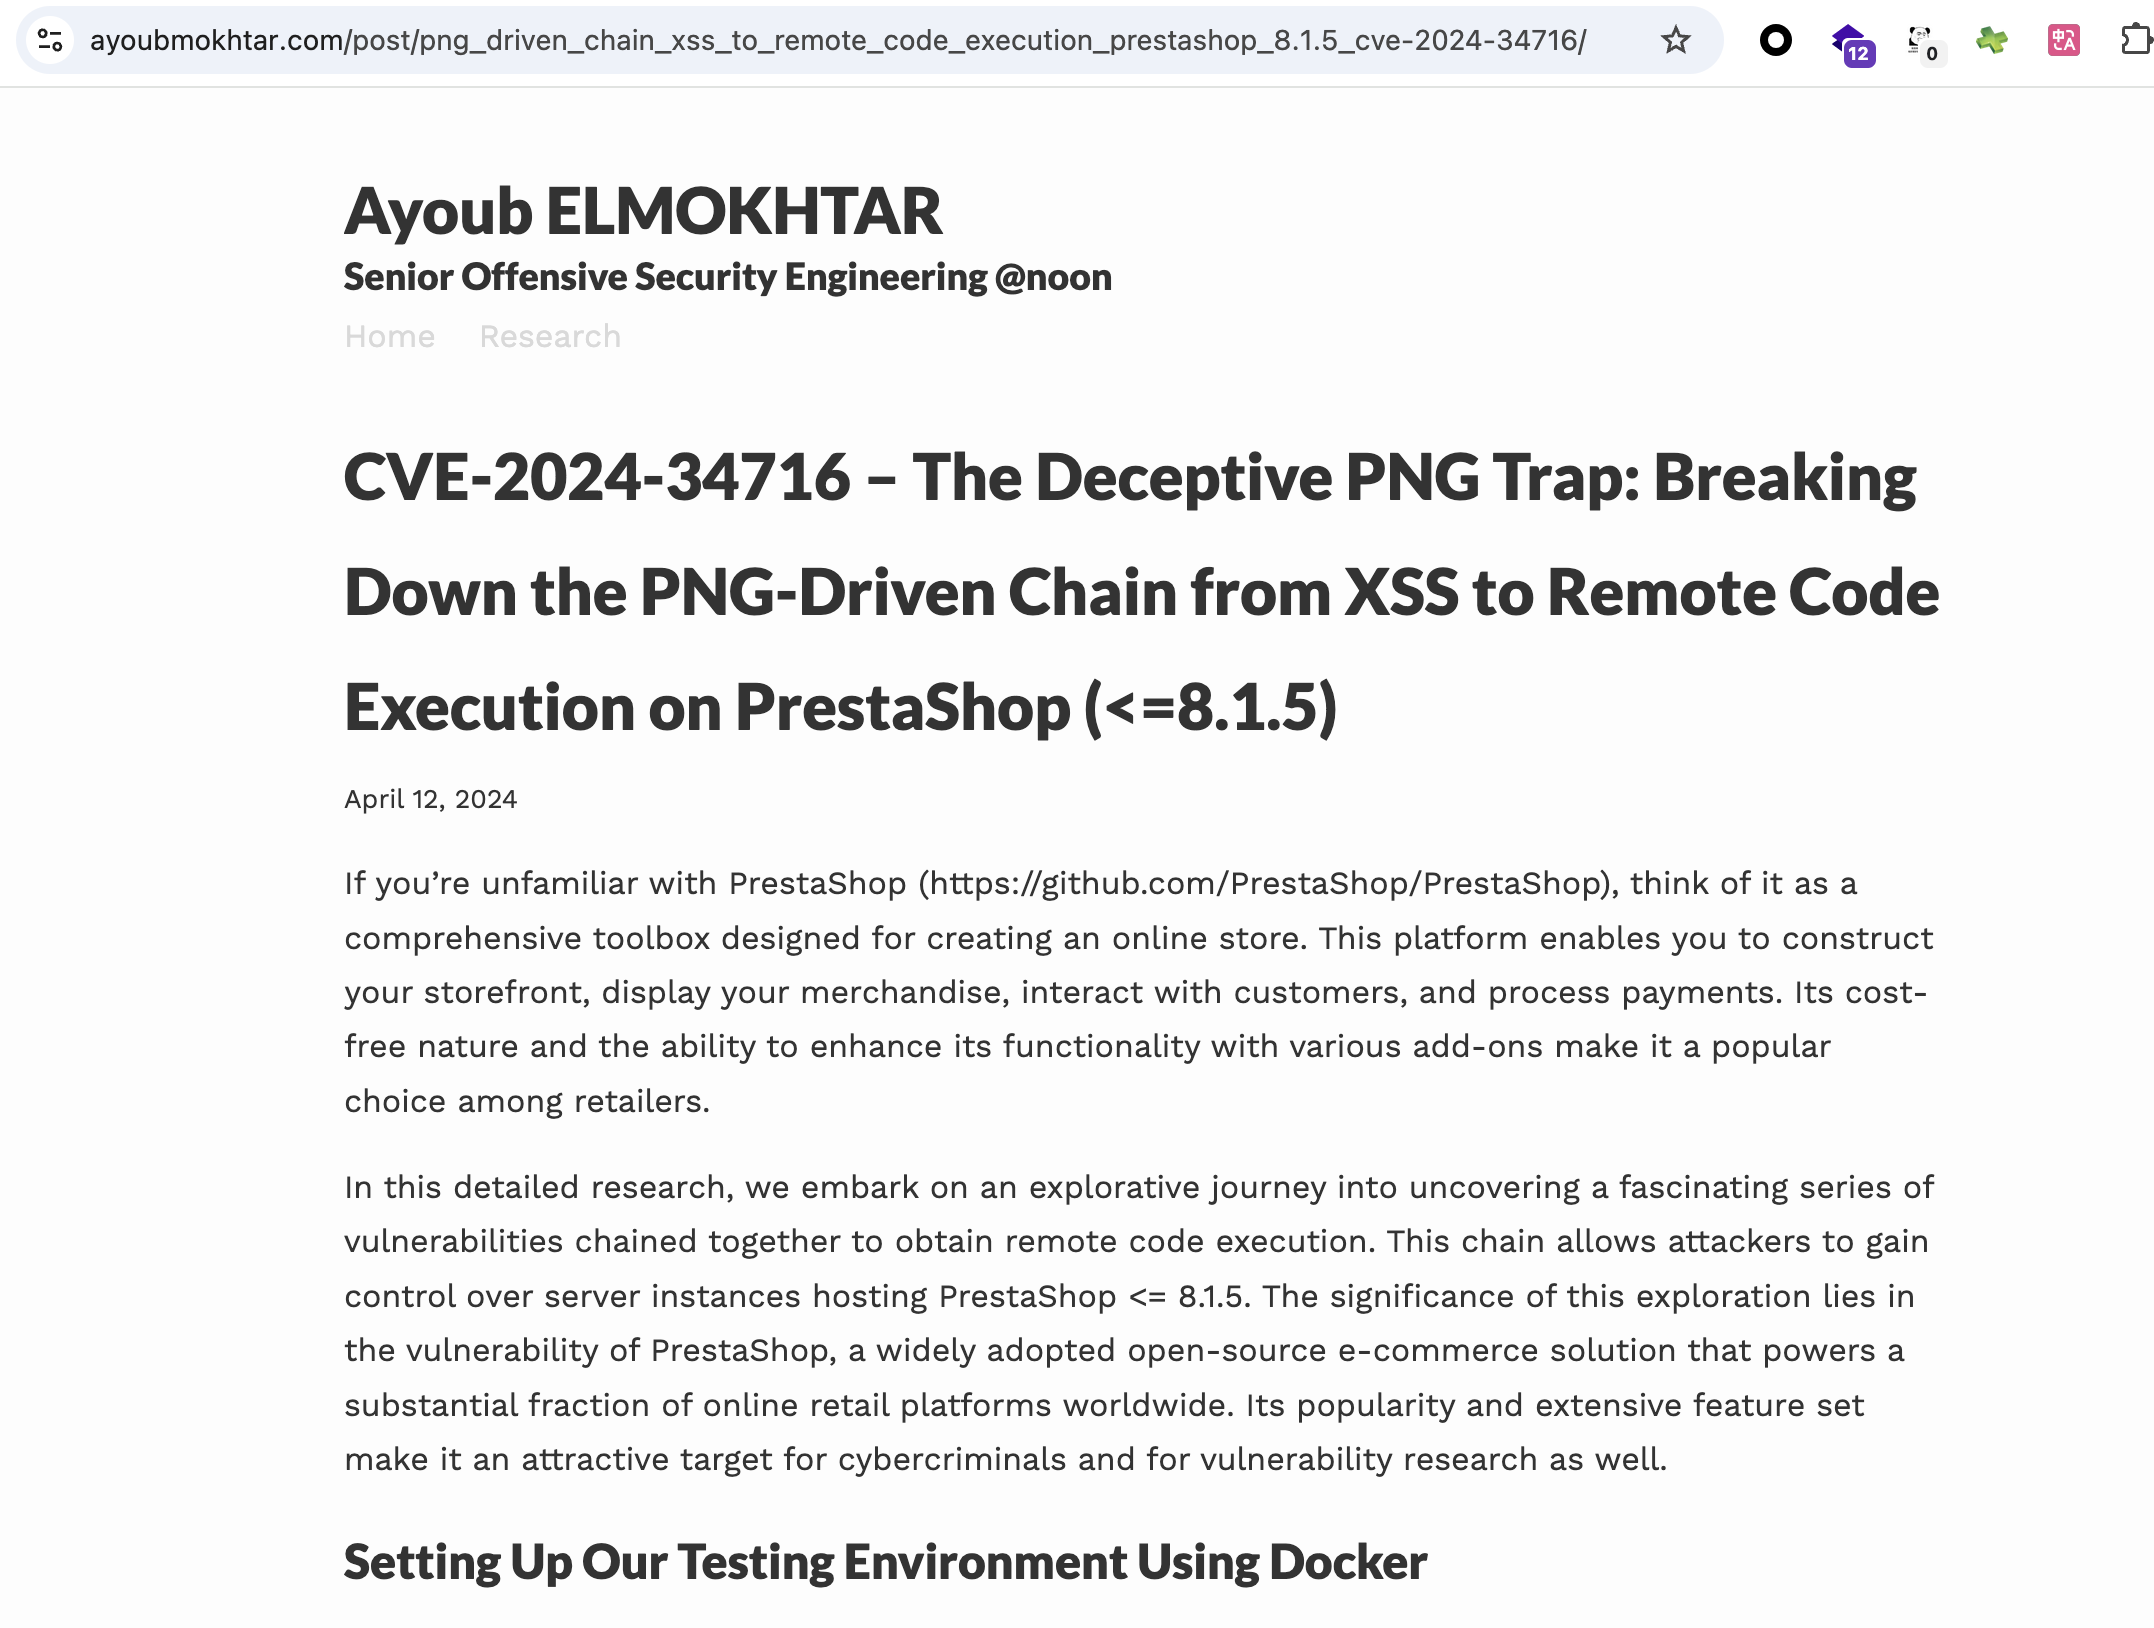 ayoubmokhtar.com/post/png_driven_chain_xss_to_remote_code_execution_prestashop_8.1.5_cve-2024-34716/
12
0
中A
Ayoub ELMOKHTAR
Senior Offensive Security Engineering @noon
Home Research
CVE-2024-34716 – The Deceptive PNG Trap: Breaking
Down the PNG-Driven Chain from XSS to Remote Code
Execution on PrestaShop (<=8.1.5)
April 12, 2024
If you’re unfamiliar with PrestaShop (https://github.com/PrestaShop/PrestaShop), think of it as a
comprehensive toolbox designed for creating an online store. This platform enables you to construct
your storefront, display your merchandise, interact with customers, and process payments. Its cost-
free nature and the ability to enhance its functionality with various add-ons make it a popular
choice among retailers.
In this detailed research, we embark on an explorative journey into uncovering a fascinating series of
vulnerabilities chained together to obtain remote code execution. This chain allows attackers to gain
control over server instances hosting PrestaShop <= 8.1.5. The significance of this exploration lies in
the vulnerability of PrestaShop, a widely adopted open-source e-commerce solution that powers a
substantial fraction of online retail platforms worldwide. Its popularity and extensive feature set
make it an attractive target for cybercriminals and for vulnerability research as well.
Setting Up Our Testing Environment Using Docker